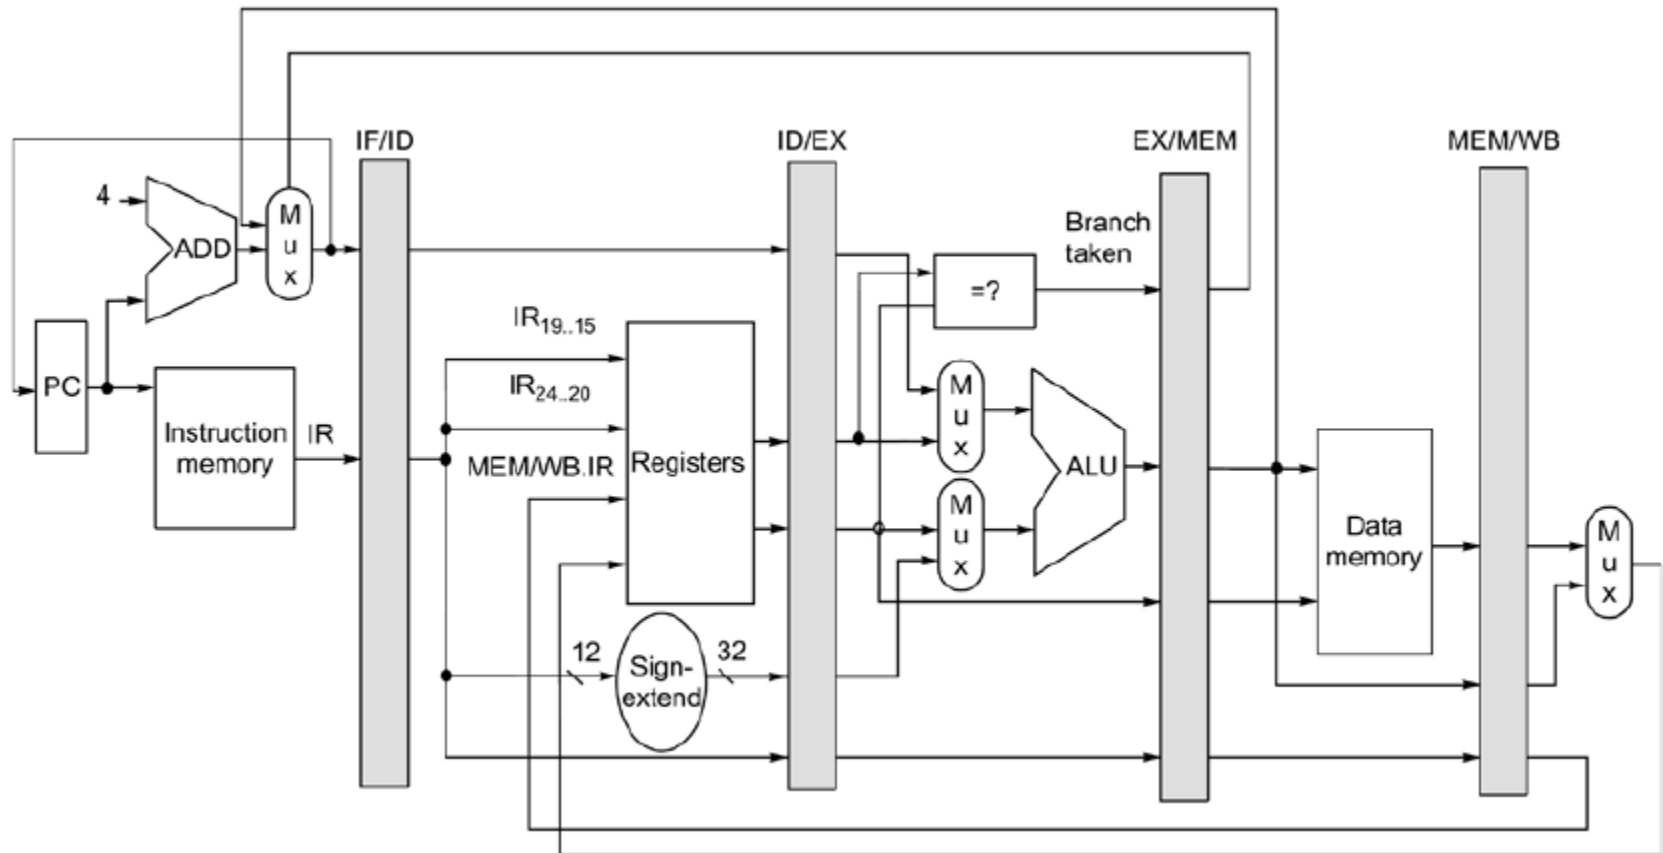 IF/ID
ID/EX
EX/MEM
MEM/WB
4
ADD
M
u
x
Branch
taken
=?
PC
Instruction
memory
IR
IR19..15
IR24..20
MEM/WB.IR
Registers
M
u
x
M
u
x
ALU
Data
memory
M
u
x
12
Sign-
extend
32